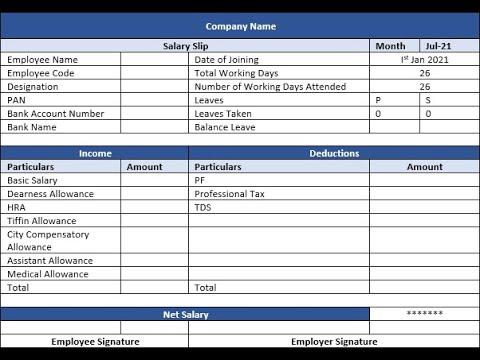 Company Name
Salary Slip Month Jul-21
Employee Name Date of Joining Ist Jan 2021
Employee Code Total Working Days 26
Designation Number of Working Days Attended 26
PAN Leaves P S
Bank Account Number Leaves Taken 0 0
Bank Name Balance Leave
Income Deductions
Particulars Amount Particulars Amount
Basic Salary PF
Dearness Allowance Professional Tax
HRA TDS
Tiffin Allowance
City Compensatory
Allowance
Assistant Allowance
Medical Allowance
Total Total
Net Salary *******
Employee Signature Employer Signature